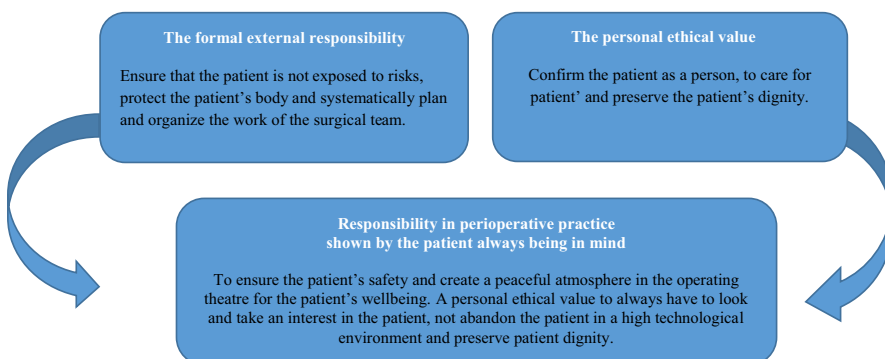 The formal external responsibility
Ensure that the patient is not exposed to risks,
protect the patient’s body and systematically plan
and organize the work of the surgical team.
The personal ethical value
Confirm the patient as a person, to care for
patient’ and preserve the patient’s dignity.
Responsibility in perioperative practice
shown by the patient always being in mind
To ensure the patient’s safety and create a peaceful atmosphere in the operating
theatre for the patient’s wellbeing. A personal ethical value to always have to look
and take an interest in the patient, not abandon the patient in a high technological
environment and preserve patient dignity.